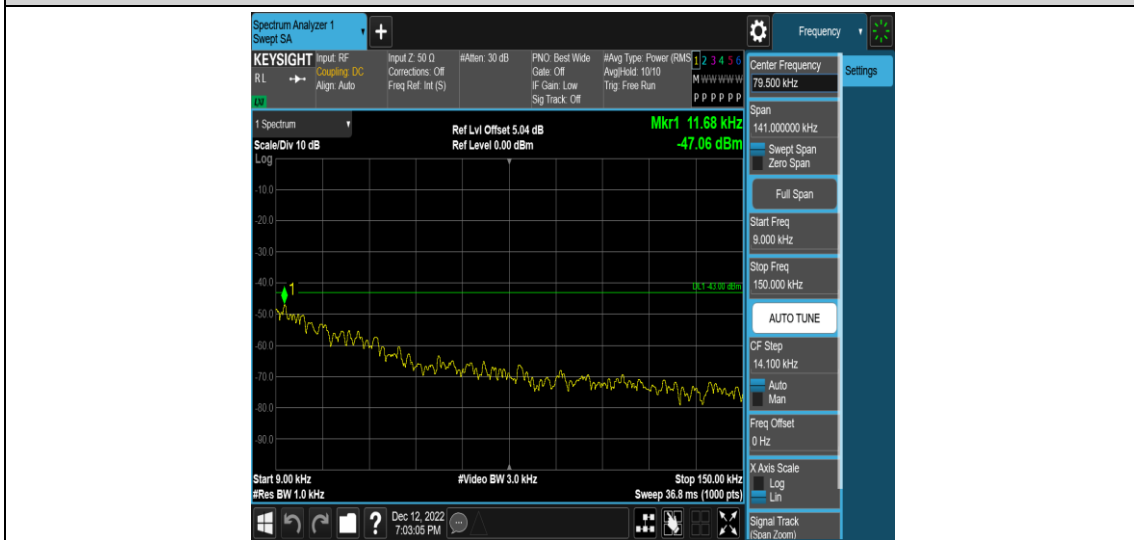 Spectrum Analyzer 1
Swept SA
+
Frequency
KEYSIGHT
RL
LXI
Input: RF
Coupling: DC
Align: Auto
Input Z: 50 Ω
Corrections: Off
Freq Ref: Int (S)
#Atten: 30 dB
PNO: Best Wide
Gate: Off
IF Gain: Low
Sig Track: Off
#Avg Type: Power (RMS
Avg|Hold: 10/10
Trig: Free Run
1 2 3 4 5 6
M W W W W W
P P P P P P
Center Frequency
79.500 kHz
Settings
Span
141.000000 kHz
Swept Span
Zero Span
Full Span
Start Freq
9.000 kHz
Stop Freq
150.000 kHz
AUTO TUNE
CF Step
14.100 kHz
Auto
Man
Freq Offset
0 Hz
X Axis Scale
Log
Lin
Signal Track
(Span Zoom)
1 Spectrum
Scale/Div 10 dB
Log
Ref Lvl Offset 5.04 dB
Ref Level 0.00 dBm
Mkr1 11.68 kHz
-47.06 dBm
-10.0
-20.0
-30.0
-40.0
-50.0
-60.0
-70.0
-80.0
-90.0
1
DL1 -43.00 dBm
Start 9.00 kHz
#Res BW 1.0 kHz
#Video BW 3.0 kHz
Stop 150.00 kHz
Sweep 36.8 ms (1000 pts)
?
Dec 12, 2022
7:03:05 PM